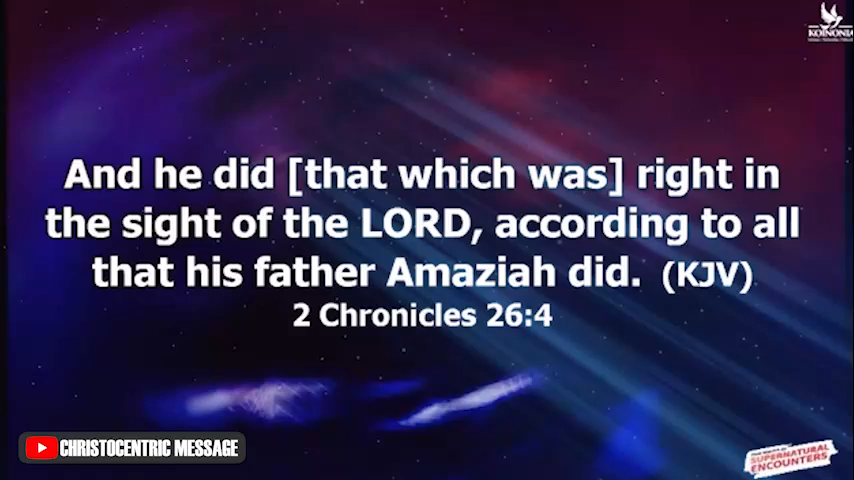 KOINONIA
And he did [that which was] right in
the sight of the LORD, according to all
that his father Amaziah did. (KJV)
2 Chronicles 26:4
CHRISTOCENTRIC MESSAGE
SUPERNATURAL
ENCOUNTERS